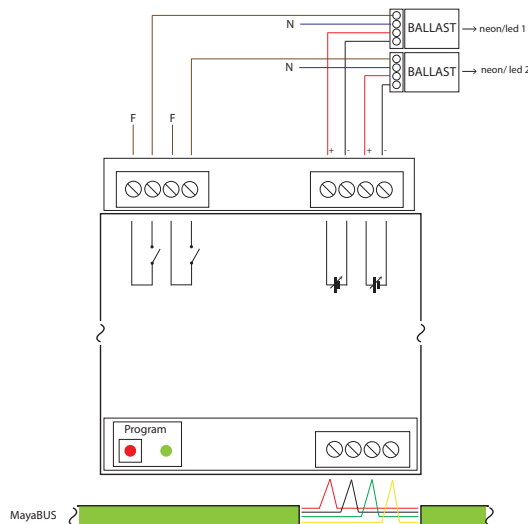 BALLAST
neon/led 1
N
BALLAST
neon/ led 2
N
F
F
+ - + -
Program
MayaBUS